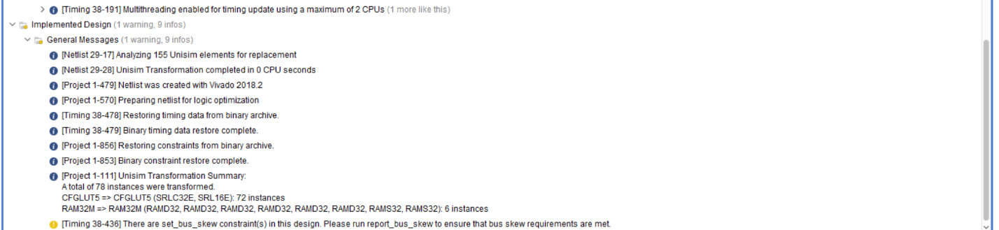 [Timing 38-191] Multithreading enabled for timing update using a maximum of 2 CPUs (1 more like this)
Implemented Design (1 warning, 9 infos)
General Messages (1 warning, 9 infos)
[Netlist 29-17] Analyzing 155 Unisim elements for replacement
[Netlist 29-28] Unisim Transformation completed in 0 CPU seconds
[Project 1-479] Netlist was created with Vivado 2018.2
[Project 1-570] Preparing netlist for logic optimization
[Timing 38-478] Restoring timing data from binary archive.
[Timing 38-479] Binary timing data restore complete.
[Project 1-856] Restoring constraints from binary archive.
[Project 1-853] Binary constraint restore complete.
[Project 1-111] Unisim Transformation Summary:
A total of 78 instances were transformed.
CFGLUT5 => CFGLUT5 (SRLC32E, SRL16E): 72 instances
RAM32M => RAM32M (RAMD32, RAMD32, RAMD32, RAMD32, RAMD32, RAMD32, RAMS32, RAMS32): 6 instances
[Timing 38-436] There are set_bus_skew constraint(s) in this design. Please run report_bus_skew to ensure that bus skew requirements are met.